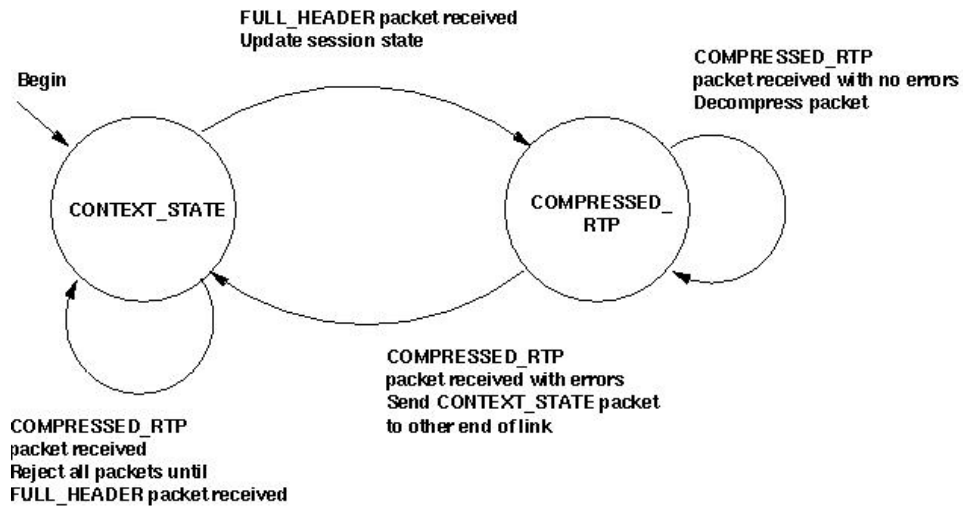 FULL_HEADER packet received
Update session state
COMPRESSED_RTP
packet received with no errors
Decompress packet
Begin
CONTEXT_STATE
COMPRESSED_
RTP
COMPRESSED_RTP
packet received with errors
Send CONTEXT_STATE packet
to other end of link
COMPRESSED_RTP
packet received
Reject all packets until
FULL_HEADER packet received